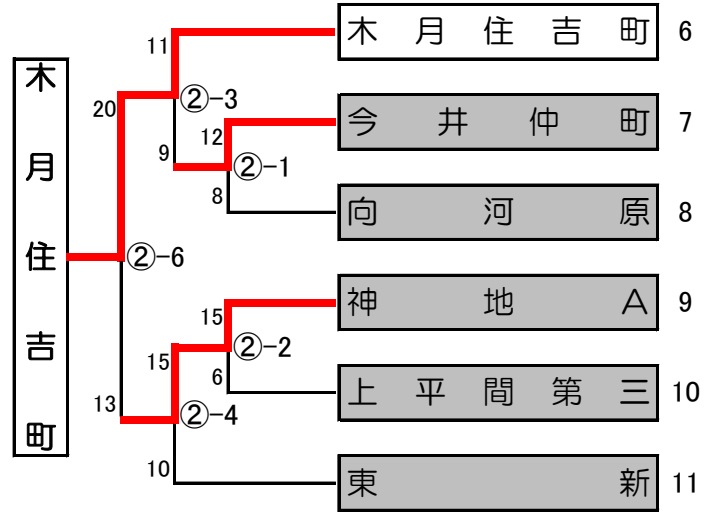 木月住吉町
11
木月住吉町 6
20
②-3
12
今井仲町 7
9
②-1
8
向河原 8
②-6
15
神地A 9
15
②-2
6
上平間第三 10
13
②-4
10
東新 11